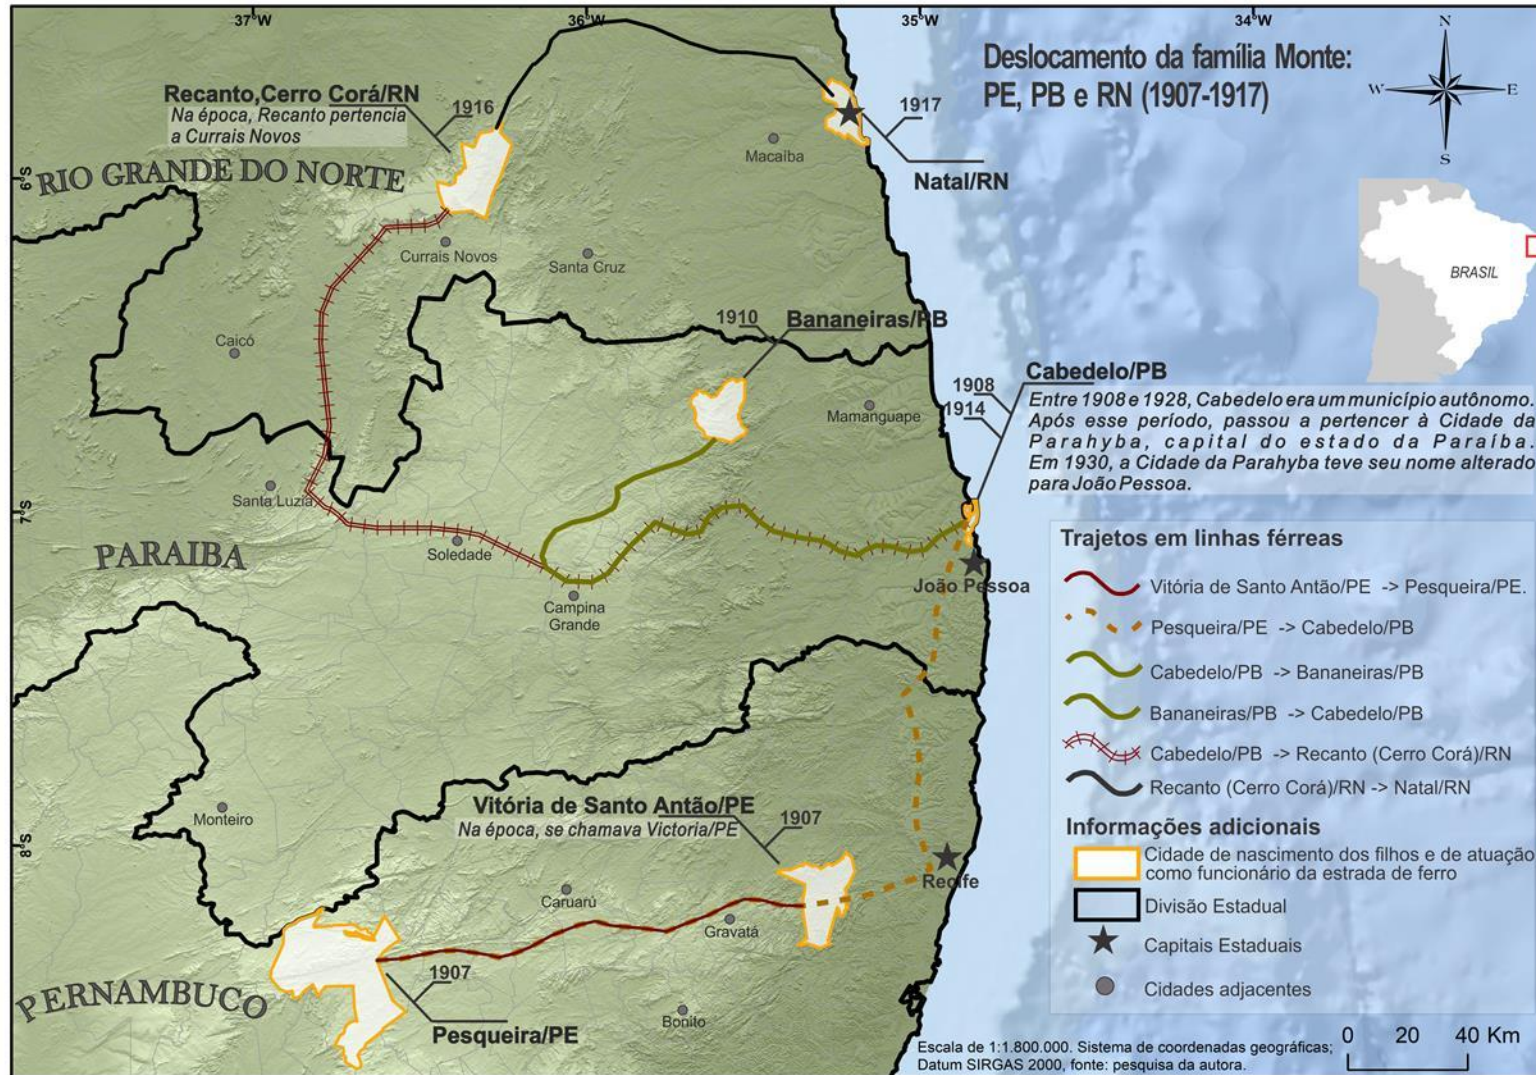 37°W
36°W
35°W
34°W
Deslocamento da família Monte:
PE, PB e RN (1907-1917)
N
W
E
S
Recanto,Cerro Corá/RN
Na época, Recanto pertencia
a Currais Novos
1916
1917
Macaíba
Natal/RN
6°S
RIO GRANDE DO NORTE
Currais Novos
Santa Cruz
BRASIL
1910
Bananeiras/PB
Caicó
Mamanguape
Cabedelo/PB
1908
1914
Entre 1908 e 1928, Cabedelo era um município autônomo.
Após esse período, passou a pertencer à Cidade da
Parahyba, capital do estado da Paraíba.
Em 1930, a Cidade da Parahyba teve seu nome alterado
para João Pessoa.
Santa Luzia
7°S
Soledade
PARAIBA
João Pessoa
Campina
Grande
Trajetos em linhas férreas
Vitória de Santo Antão/PE -> Pesqueira/PE.
Pesqueira/PE -> Cabedelo/PB
Cabedelo/PB -> Bananeiras/PB
Bananeiras/PB -> Cabedelo/PB
Cabedelo/PB -> Recanto (Cerro Corá)/RN
Recanto (Cerro Corá)/RN -> Natal/RN
Informações adicionais
Cidade de nascimento dos filhos e de atuação
como funcionário da estrada de ferro
Divisão Estadual
Capitais Estaduais
Cidades adjacentes
Monteiro
Vitória de Santo Antão/PE
Na época, se chamava Victoria/PE
1907
8°S
Recife
Caruarú
Gravatá
1907
PERNAMBUCO
Pesqueira/PE
Bonito
0 20 40 Km
Escala de 1:1.800.000. Sistema de coordenadas geográficas;
Datum SIRGAS 2000, fonte: pesquisa da autora.